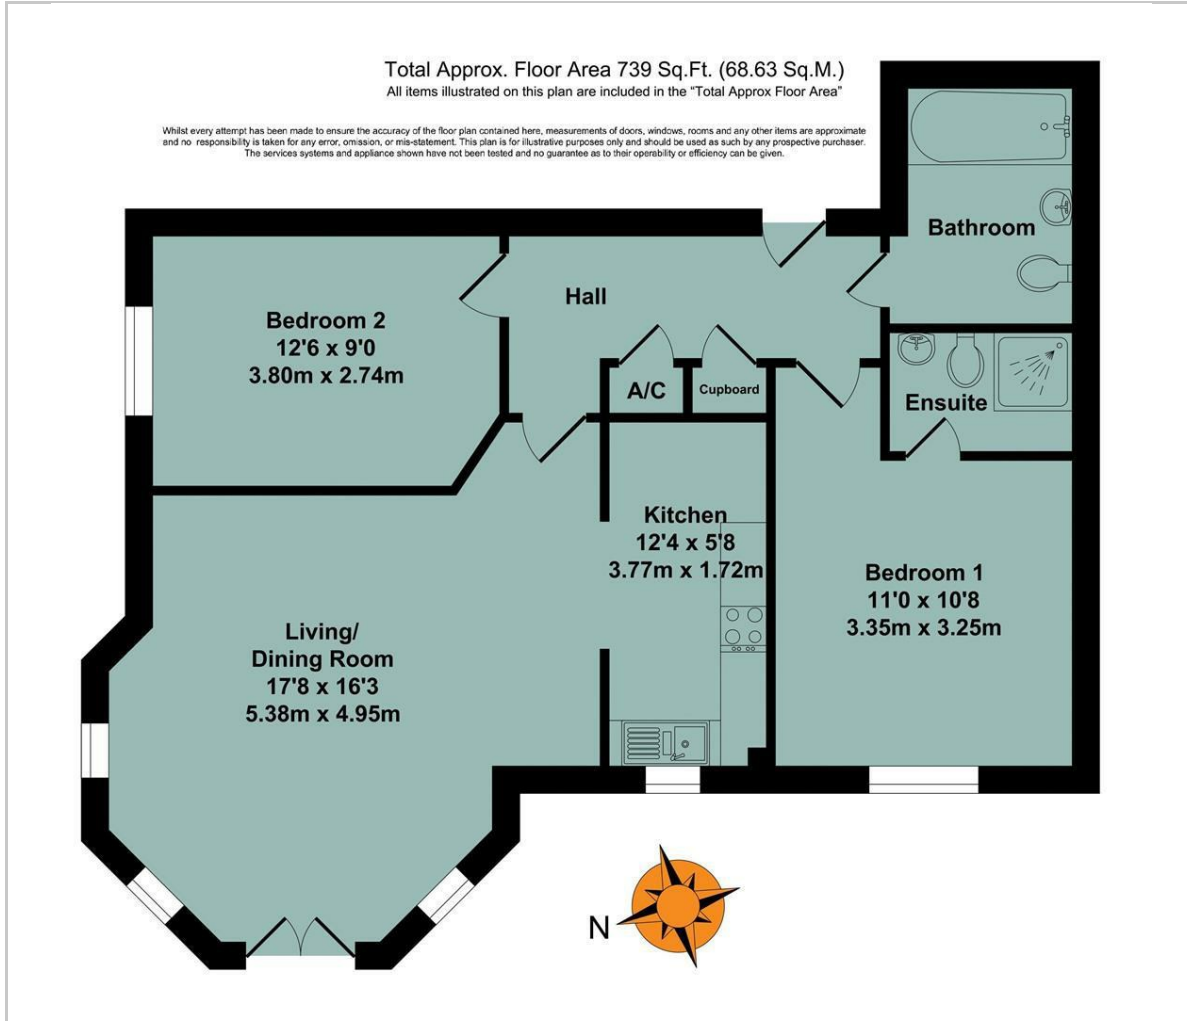 Total Approx. Floor Area 739 Sq.Ft. (68.63 Sq.M.)
All items illustrated on this plan are included in the "Total Approx Floor Area"
Whilst every attempt has been made to ensure the accuracy of the floor plan contained here, measurements of doors, windows, rooms and any other items are approximate
and no responsibility is taken for any error, omission, or mis-statement. This plan is for illustrative purposes only and should be used as such by any prospective purchaser.
The services systems and appliance shown have not been tested and no guarantee as to their operability or efficiency can be given.
Bathroom
Hall
Bedroom 2
12'6 x 9'0
3.80m x 2.74m
A/C
Cupboard
Ensuite
Kitchen
12'4 x 5'8
3.77m x 1.72m
Bedroom 1
11'0 x 10'8
3.35m x 3.25m
Living/
Dining Room
17'8 x 16'3
5.38m x 4.95m
N